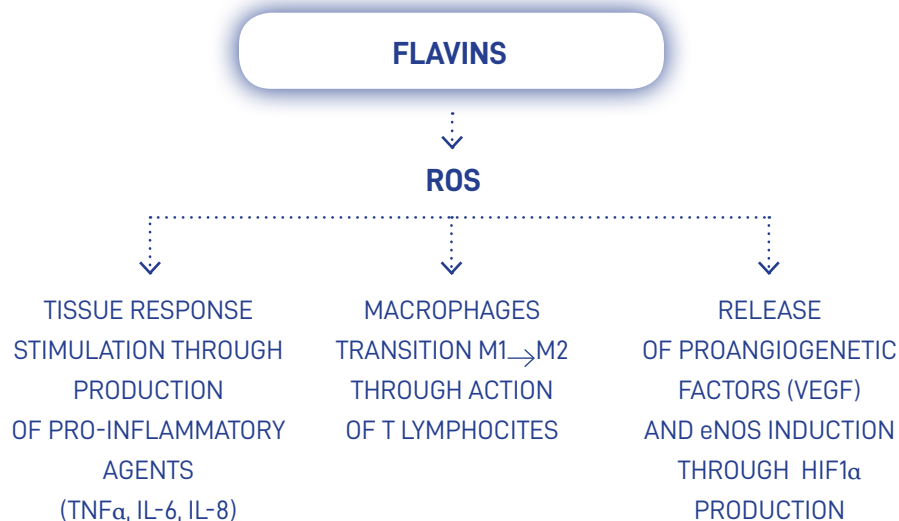 FLAVINS
ROS
TISSUE RESPONSE
STIMULATION THROUGH
PRODUCTION
OF PRO-INFLAMMATORY
AGENTS
(TNFα, IL-6, IL-8)
MACROPHAGES
TRANSITION M1→M2
THROUGH ACTION
OF T LYMPHOCITES
RELEASE
OF PROANGIOGENETIC
FACTORS (VEGF)
AND eNOS INDUCTION
THROUGH HIF1α
PRODUCTION